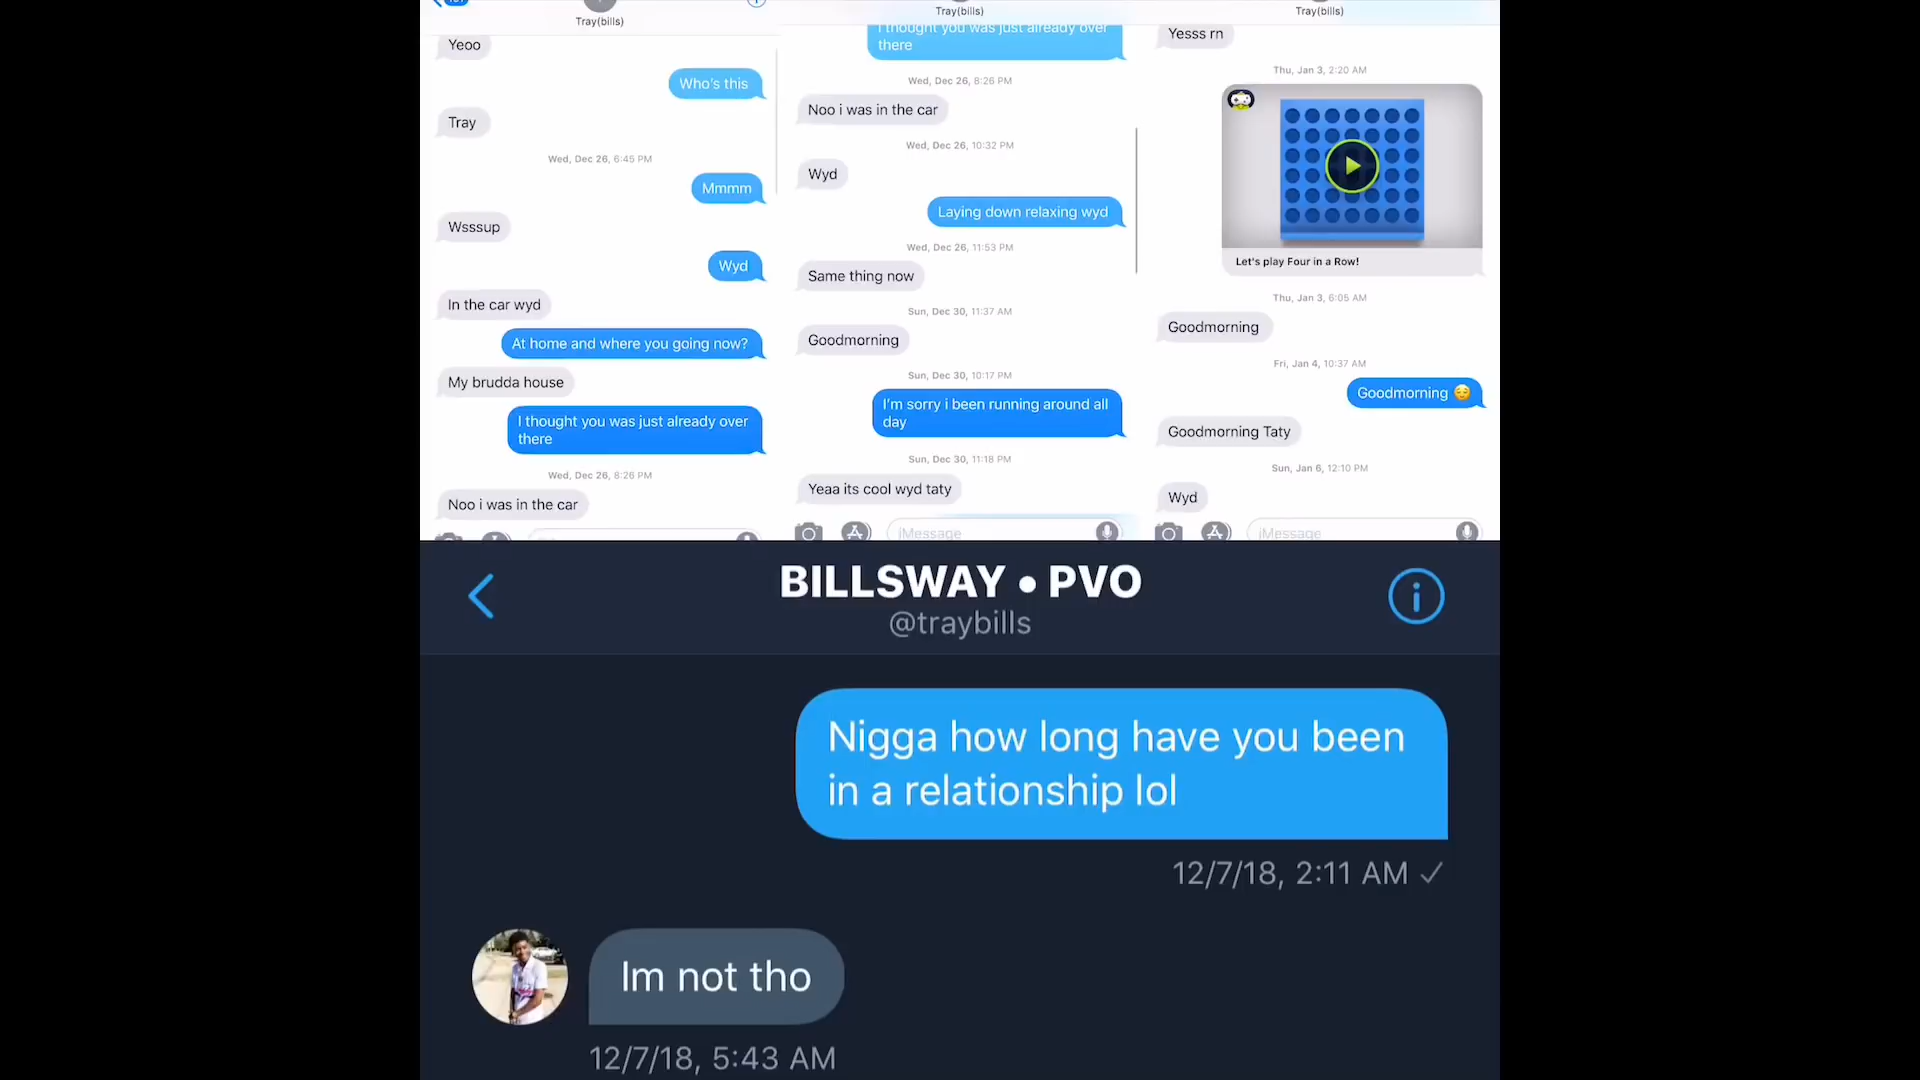 Tray(bills)
Yeoo
Who's this
Tray
Wed, Dec 26, 6:45 PM
Mmmm
Wsssup
Wyd
In the car wyd
At home and where you going now?
My brudda house
I thought you was just already over
there
Wed, Dec 26, 8:26 PM
Noo i was in the car
Tray(bills)
I thought you was just already over
there
Wed, Dec 26, 8:26 PM
Noo i was in the car
Wed, Dec 26, 10:32 PM
Wyd
Laying down relaxing wyd
Wed, Dec 26, 11:53 PM
Same thing now
Sun, Dec 30, 11:37 AM
Goodmorning
Sun, Dec 30, 10:17 PM
I'm sorry i been running around all
day
Sun, Dec 30, 11:18 PM
Yeaa its cool wyd taty
iMessage
Tray(bills)
Yesss rn
Thu, Jan 3, 2:20 AM
Let's play Four in a Row!
Thu, Jan 3, 6:05 AM
Goodmorning
Fri, Jan 4, 10:37 AM
Goodmorning 😌
Goodmorning Taty
Sun, Jan 6, 12:10 PM
Wyd
iMessage
BILLSWAY • PVO
@traybills
Nigga how long have you been
in a relationship lol
12/7/18, 2:11 AM ✓
Im not tho
12/7/18, 5:43 AM